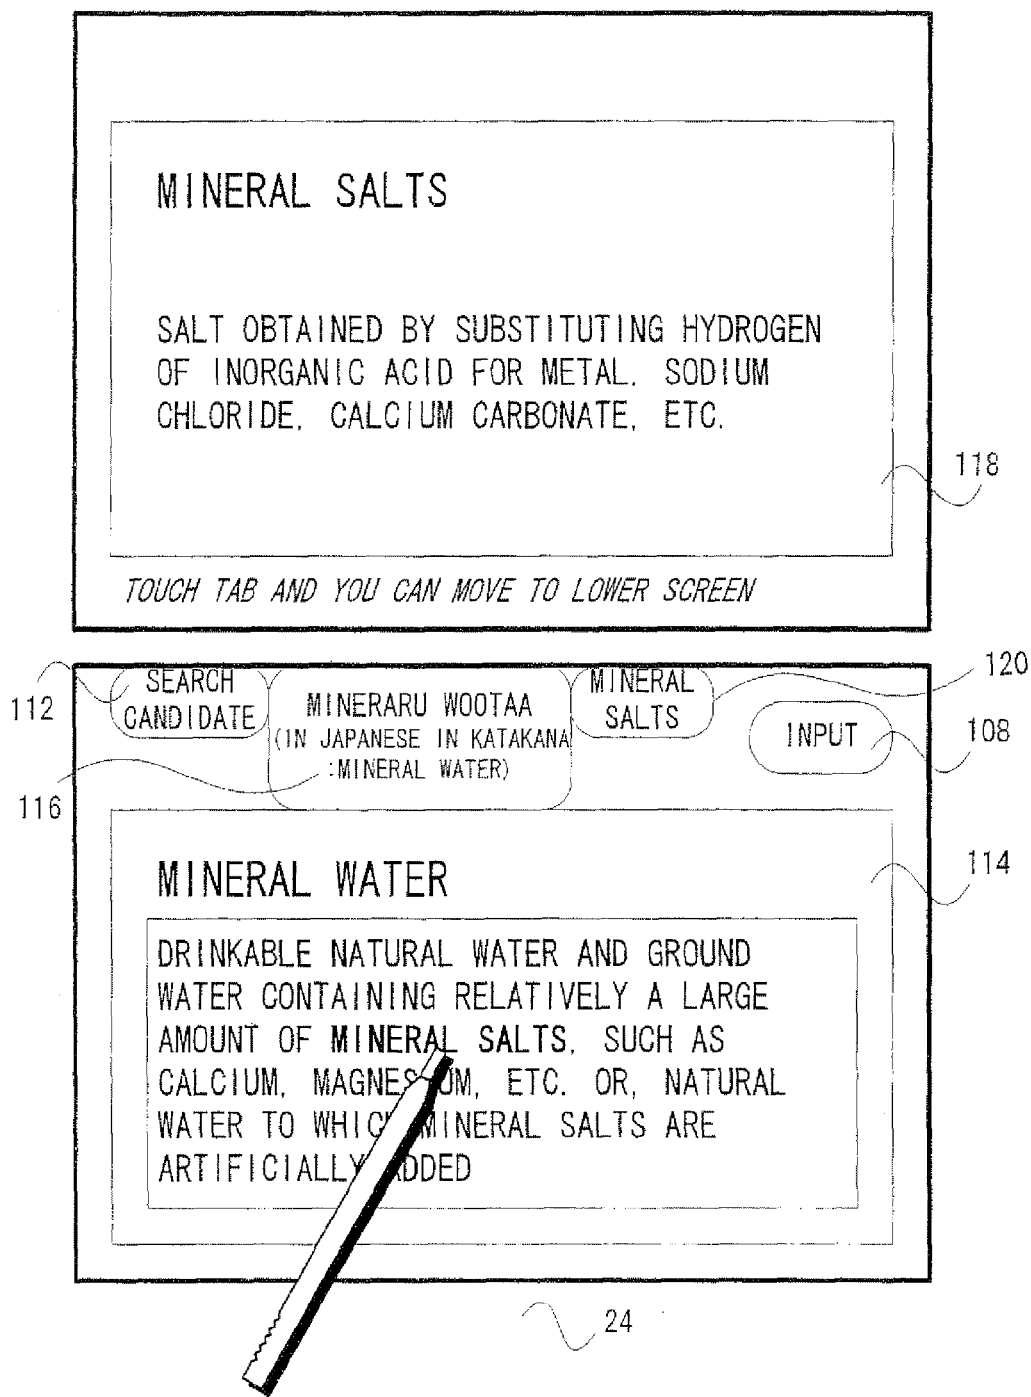 MINERAL SALTS
SALT OBTAINED BY SUBSTITUTING HYDROGEN
OF INORGANIC ACID FOR METAL. SODIUM
CHLORIDE, CALCIUM CARBONATE, ETC.
118
TOUCH TAB AND YOU CAN MOVE TO LOWER SCREEN
SEARCH
CANDIDATE
112
MINERARU WOOTAA
(IN JAPANESE IN KATAKANA
:MINERAL WATER)
116
MINERAL
SALTS
120
INPUT
108
MINERAL WATER
114
DRINKABLE NATURAL WATER AND GROUND
WATER CONTAINING RELATIVELY A LARGE
AMOUNT OF MINERAL SALTS, SUCH AS
CALCIUM, MAGNESIUM, ETC. OR, NATURAL
WATER TO WHICH MINERAL SALTS ARE
ARTIFICIALLY ADDED
24